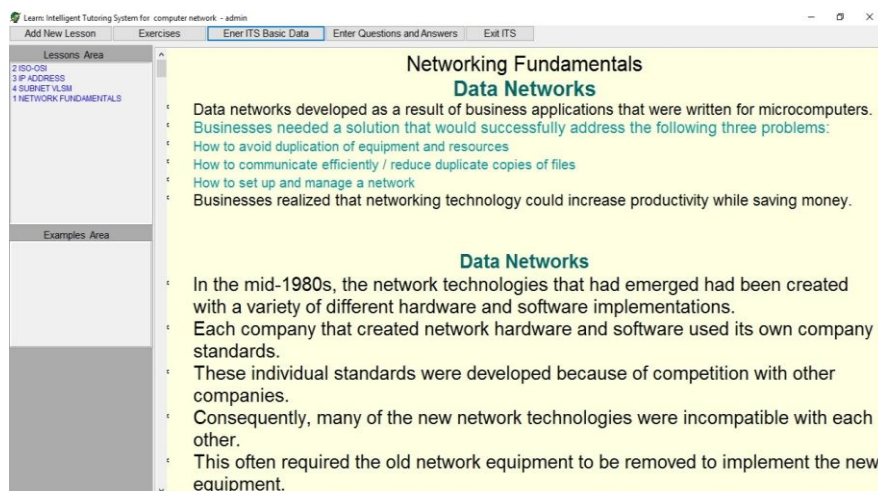 Learn: Intelligent Tutoring System for computer network - admin
Add New Lesson Exercises Ener ITS Basic Data Enter Questions and Answers Exit ITS
Lessons Area
2 ISO-OSI
3 IP ADDRESS
4 SUBNET VLSM
1 NETWORK FUNDAMENTALS
Examples Area
Networking Fundamentals
Data Networks
Data networks developed as a result of business applications that were written for microcomputers.
Businesses needed a solution that would successfully address the following three problems:
How to avoid duplication of equipment and resources
How to communicate efficiently / reduce duplicate copies of files
How to set up and manage a network
Businesses realized that networking technology could increase productivity while saving money.
Data Networks
In the mid-1980s, the network technologies that had emerged had been created
with a variety of different hardware and software implementations.
Each company that created network hardware and software used its own company
standards.
These individual standards were developed because of competition with other
companies.
Consequently, many of the new network technologies were incompatible with each
other.
This often required the old network equipment to be removed to implement the new
equipment.